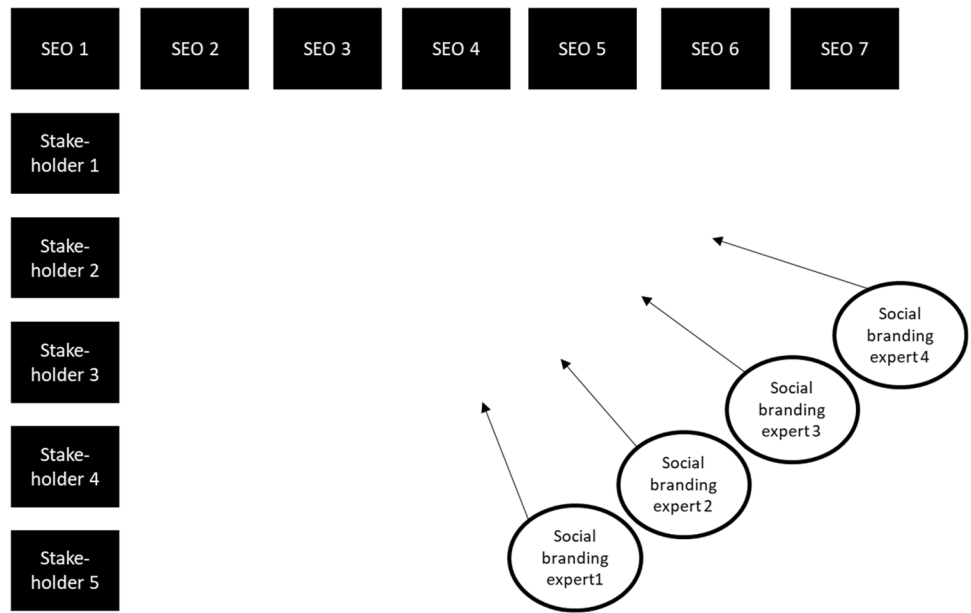 SEO 1
SEO 2
SEO 3
SEO 4
SEO 5
SEO 6
SEO 7
Stake-
holder 1
Stake-
holder 2
Stake-
holder 3
Stake-
holder 4
Stake-
holder 5
Social
branding
expert 4
Social
branding
expert 3
Social
branding
expert 2
Social
branding
expert1